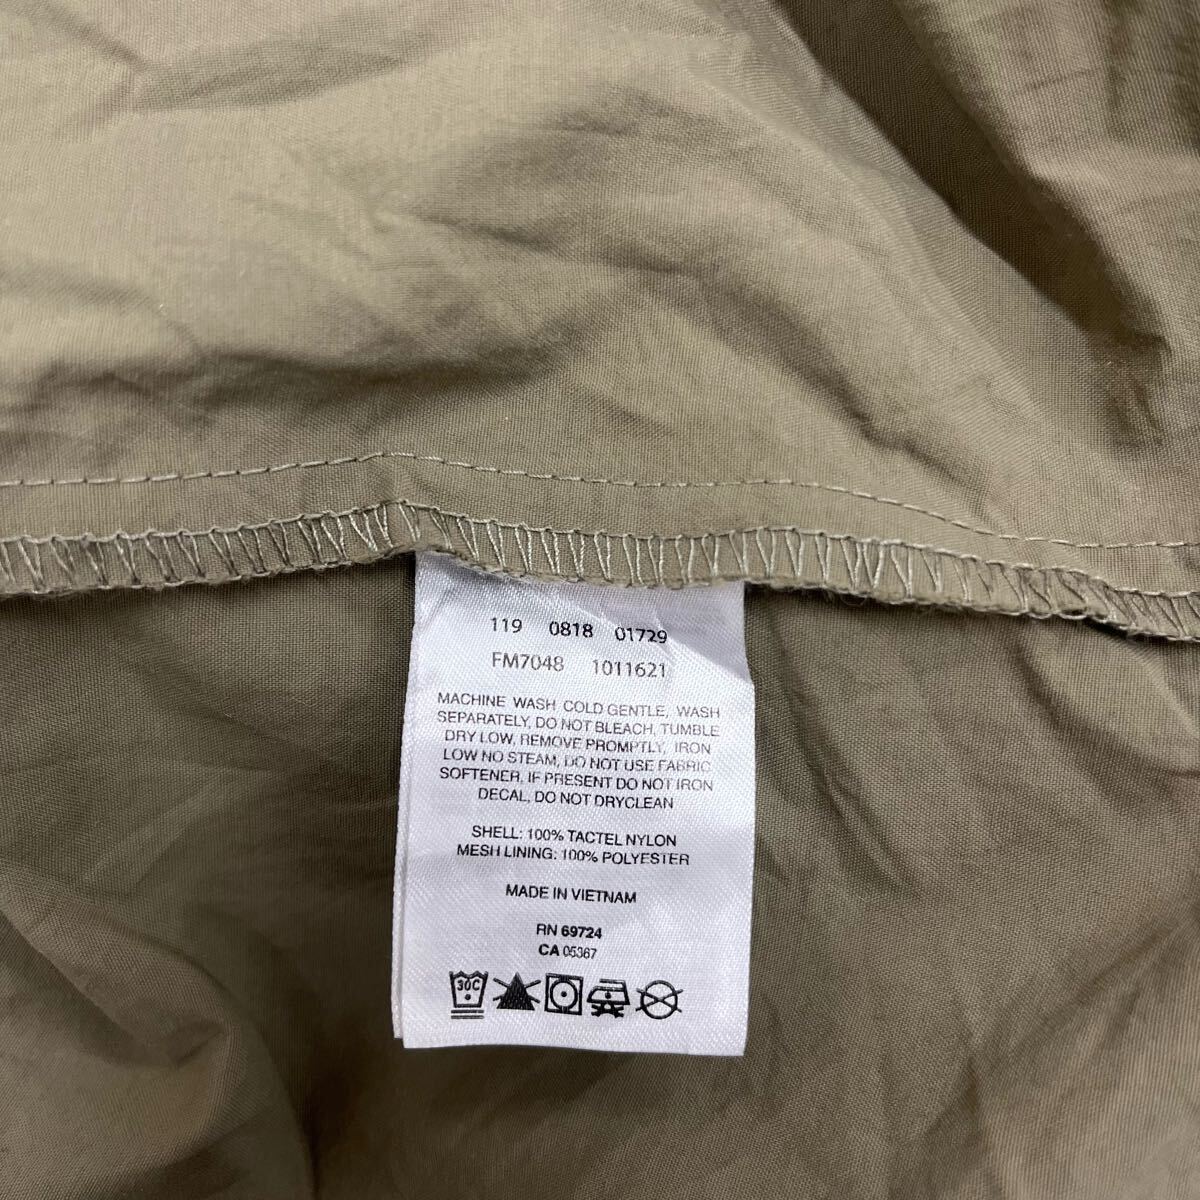 119 0818 01729
FM7048 1011621
MACHINE WASH COLD GENTLE, WASH
SEPARATELY, DO NOT BLEACH, TUMBLE
DRY LOW, REMOVE PROMPTLY, IRON
LOW NO STEAM, DO NOT USE FABRIC
SOFTENER, IF PRESENT DO NOT IRON
DECAL, DO NOT DRYCLEAN
SHELL: 100% TACTEL NYLON
MESH LINING: 100% POLYESTER
MADE IN VIETNAM
RN 69724
CA 05367
30C